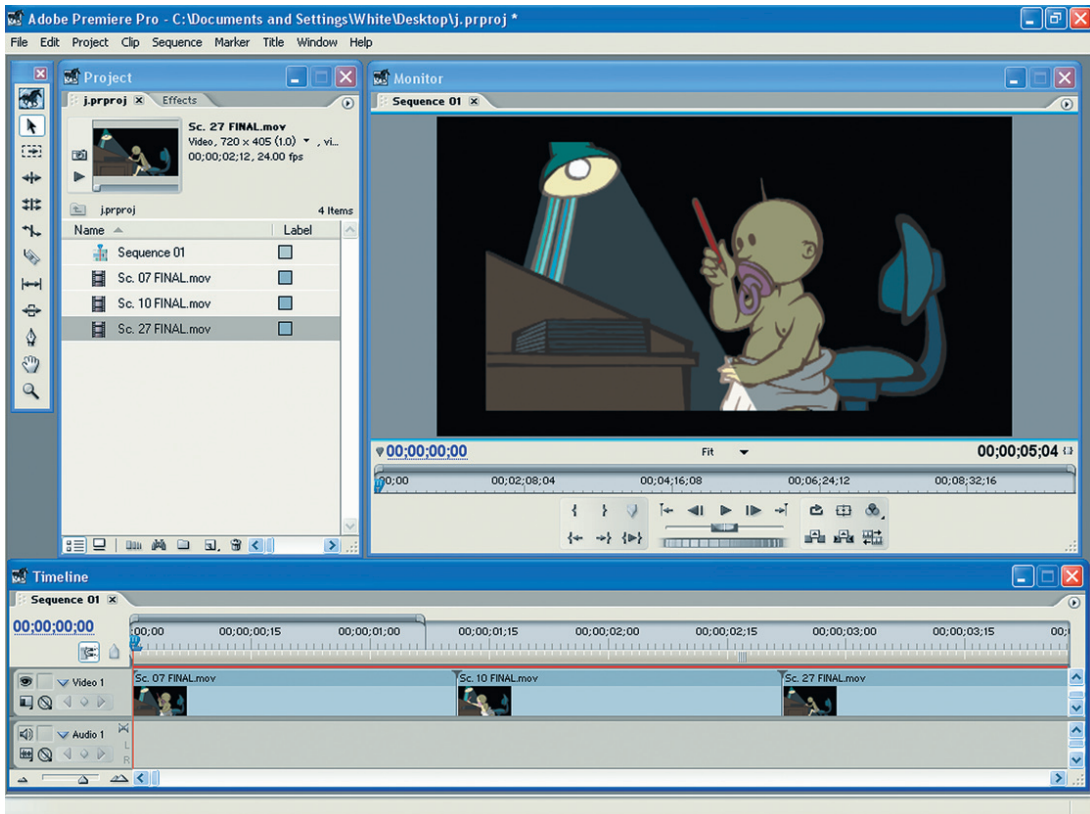 Adobe Premiere Pro - C:\Documents and Settings\White\Desktop\j.prproj *
File Edit Project Clip Sequence Marker Title Window Help
Project
j.prproj Effects
Sc. 27 FINAL.mov
Video, 720 x 405 (1.0) , vi...
00;00;02;12, 24.00 fps
j.prproj 4 Items
Name Label
Sequence 01
Sc. 07 FINAL.mov
Sc. 10 FINAL.mov
Sc. 27 FINAL.mov
Monitor
Sequence 01
00;00;00;00 Fit 00;00;05;04
00;00 00;02;08;04 00;04;16;08 00;06;24;12 00;08;32;16
Timeline
Sequence 01
00;00;00;00
;00;00 00;00;00;15 00;00;01;00 00;00;01;15 00;00;02;00 00;00;02;15 00;00;03;00 00;00;03;15 00;
Video 1
Sc. 07 FINAL.mov Sc. 10 FINAL.mov Sc. 27 FINAL.mov
Audio 1
L
R